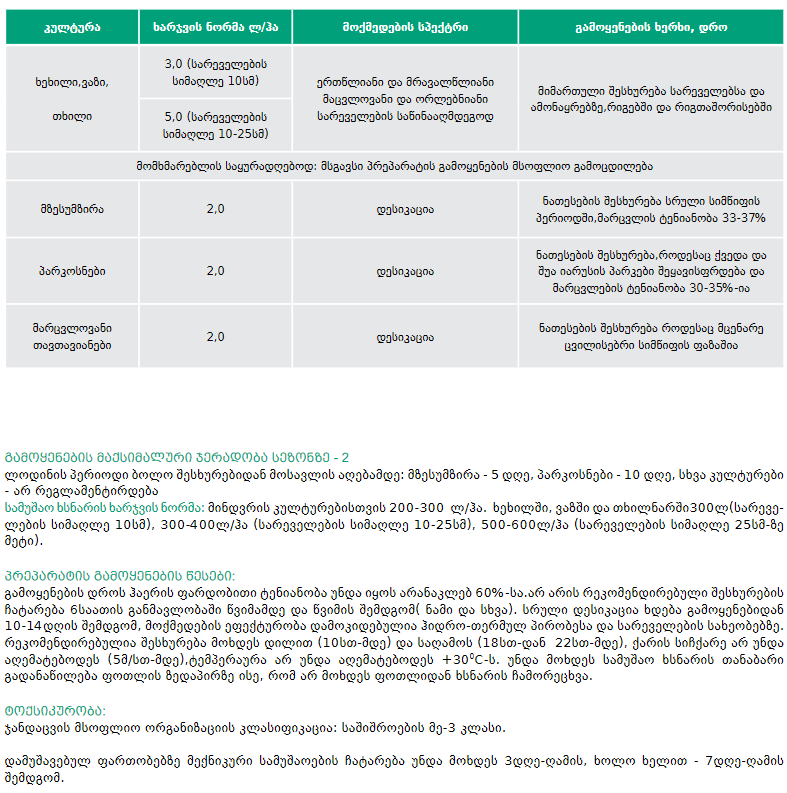 კულტურა ხარჯვის ნორმა ლ/ჰა მოქმედების სპექტრი გამოყენების ხერხი, დრო
ხეხილი,ვაზი,
თხილი
3,0 (სარეველების
სიმაღლე 10სმ)
5,0 (სარეველების
სიმაღლე 10-25სმ)
ერთწლიანი და მრავალწლიანი
მაცვლოვანი და ორლებნიანი
სარეველების საწინააღმდეგოდ
მიმართული შესხურება სარეველებსა და
ამონაყრებზე,რიგებში და რიგთაშორისებში
მომხმარებლის საყურადღებოდ: მსგავსი პრეპარატის გამოყენების მსოფლიო გამოცდილება
მზესუმზირა 2,0 დესიკაცია
ნათესების შესხურება სრული სიმწიფის
პერიოდში,მარცვლის ტენიანობა 33-37%
პარკოსნები 2,0 დესიკაცია
ნათესების შესხურება,როდესაც ქვედა და
შუა იარუსის პარკები შეყავისფრდება და
მარცვლების ტენიანობა 30-35%-ია
მარცვლოვანი
თავთავიანები
2,0 დესიკაცია
ნათესების შესხურება როდესაც მცენარე
ცვილისებრი სიმწიფის ფაზაშია
გამოყენების მაქსიმალური ჯერადობა სეზონზე - 2
ლოდინის პერიოდი ბოლო შესხურებიდან მოსავლის აღებამდე: მზესუმზირა - 5 დღე, პარკოსნები - 10 დღე, სხვა კულტურები
- არ რეგლამენტირდება
სამუშაო ხსნარის ხარჯვის ნორმა: მინდვრის კულტურებისთვის 200-300 ლ/ჰა. ხეხილში, ვაზში და თხილნარში300ლ(სარევე-
ლების სიმაღლე 10სმ), 300-400ლ/ჰა (სარეველების სიმაღლე 10-25სმ), 500-600ლ/ჰა (სარეველების სიმაღლე 25სმ-ზე
მეტი).
პრეპარატის გამოყენების წესები:
გამოყენების დროს ჰაერის ფარდობითი ტენიანობა უნდა იყოს არანაკლებ 60%-სა.არ არის რეკომენდირებული შესხურების
ჩატარება 6საათის განმავლობაში წვიმამდე და წვიმის შემდგომ( ნამი და სხვა). სრული დესიკაცია ხდება გამოყენებიდან
10-14დღის შემდგომ, მოქმედების ეფექტურობა დამოკიდებულია ჰიდრო-თერმულ პირობესა და სარეველების სახეობებზე.
რეკომენდირებულია შესხურება მოხდეს დილით (10სთ-მდე) და საღამოს (18სთ-დან 22სთ-მდე), ქარის სიჩქარე არ უნდა
აღემატებოდეს (5მ/სთ-მდე),ტემპერაურა არ უნდა აღემატებოდეს +30⁰C-ს. უნდა მოხდეს სამუშაო ხსნარის თანაბარი
გადანაწილება ფოთლის ზედაპირზე ისე, რომ არ მოხდეს ფოთლიდან ხსნარის ჩამორეცხვა.
ტოქსიკურობა:
ჯანდაცვის მსოფლიო ორგანიზაციის კლასიფიკაცია: საშიშროების მე-3 კლასი.
დამუშავებულ ფართობებზე მექნიკური სამუშაოების ჩატარება უნდა მოხდეს 3დღე-ღამის, ხოლო ხელით - 7დღე-ღამის
შემდგომ.